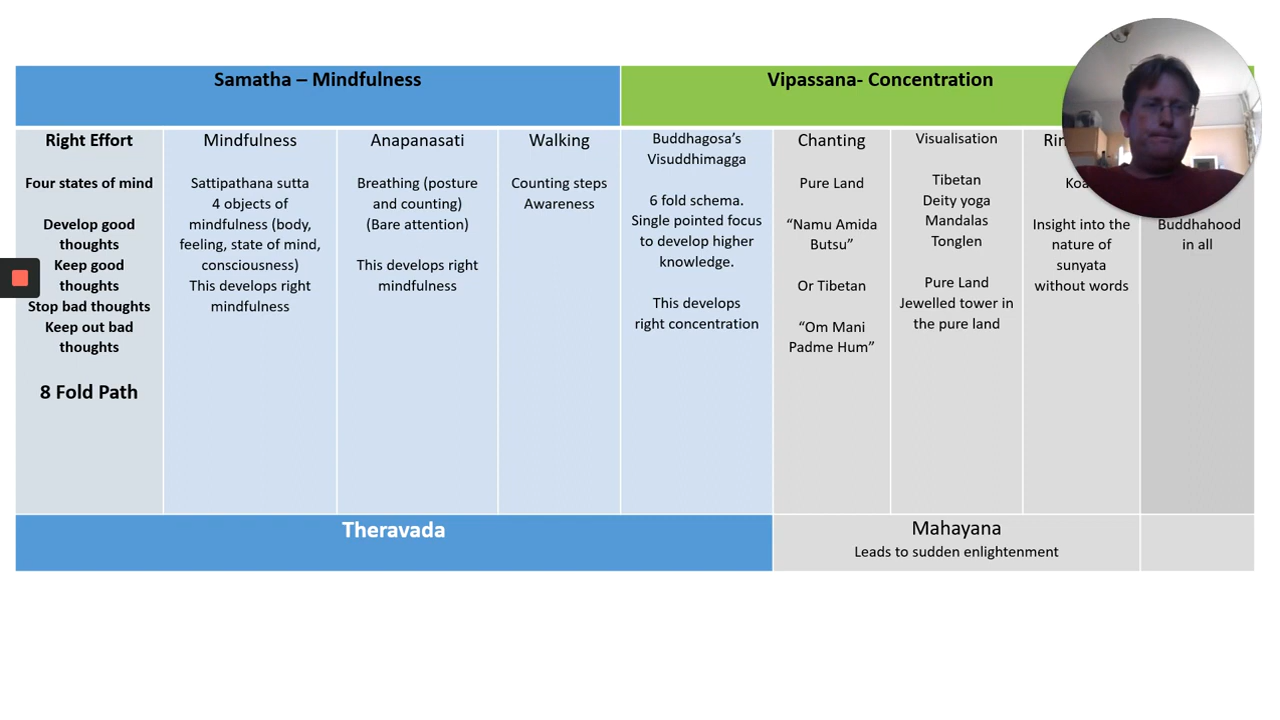 Samatha – Mindfulness
Vipassana- Concentration
Right Effort
Four states of mind
Develop good
thoughts
Keep good
thoughts
Stop bad thoughts
Keep out bad
thoughts
8 Fold Path
Mindfulness
Sattipathana sutta
4 objects of
mindfulness (body,
feeling, state of mind,
consciousness)
This develops right
mindfulness
Anapanasati
Breathing (posture
and counting)
(Bare attention)
This develops right
mindfulness
Walking
Counting steps
Awareness
Buddhagosa’s
Visuddhimagga
6 fold schema.
Single pointed focus
to develop higher
knowledge.
This develops
right concentration
Chanting
Pure Land
“Namu Amida
Butsu”
Or Tibetan
“Om Mani
Padme Hum”
Visualisation
Tibetan
Deity yoga
Mandalas
Tonglen
Pure Land
Jewelled tower in
the pure land
Insight into the
nature of
sunyata
without words
Buddhahood
in all
Theravada
Mahayana
Leads to sudden enlightenment